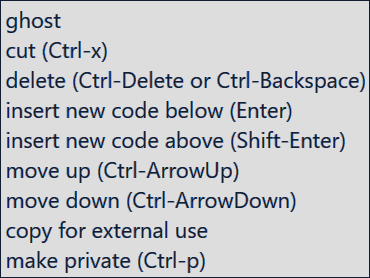 ghost
cut (Ctrl-x)
delete (Ctrl-Delete or Ctrl-Backspace)
insert new code below (Enter)
insert new code above (Shift-Enter)
move up (Ctrl-ArrowUp)
move down (Ctrl-ArrowDown)
copy for external use
make private (Ctrl-p)